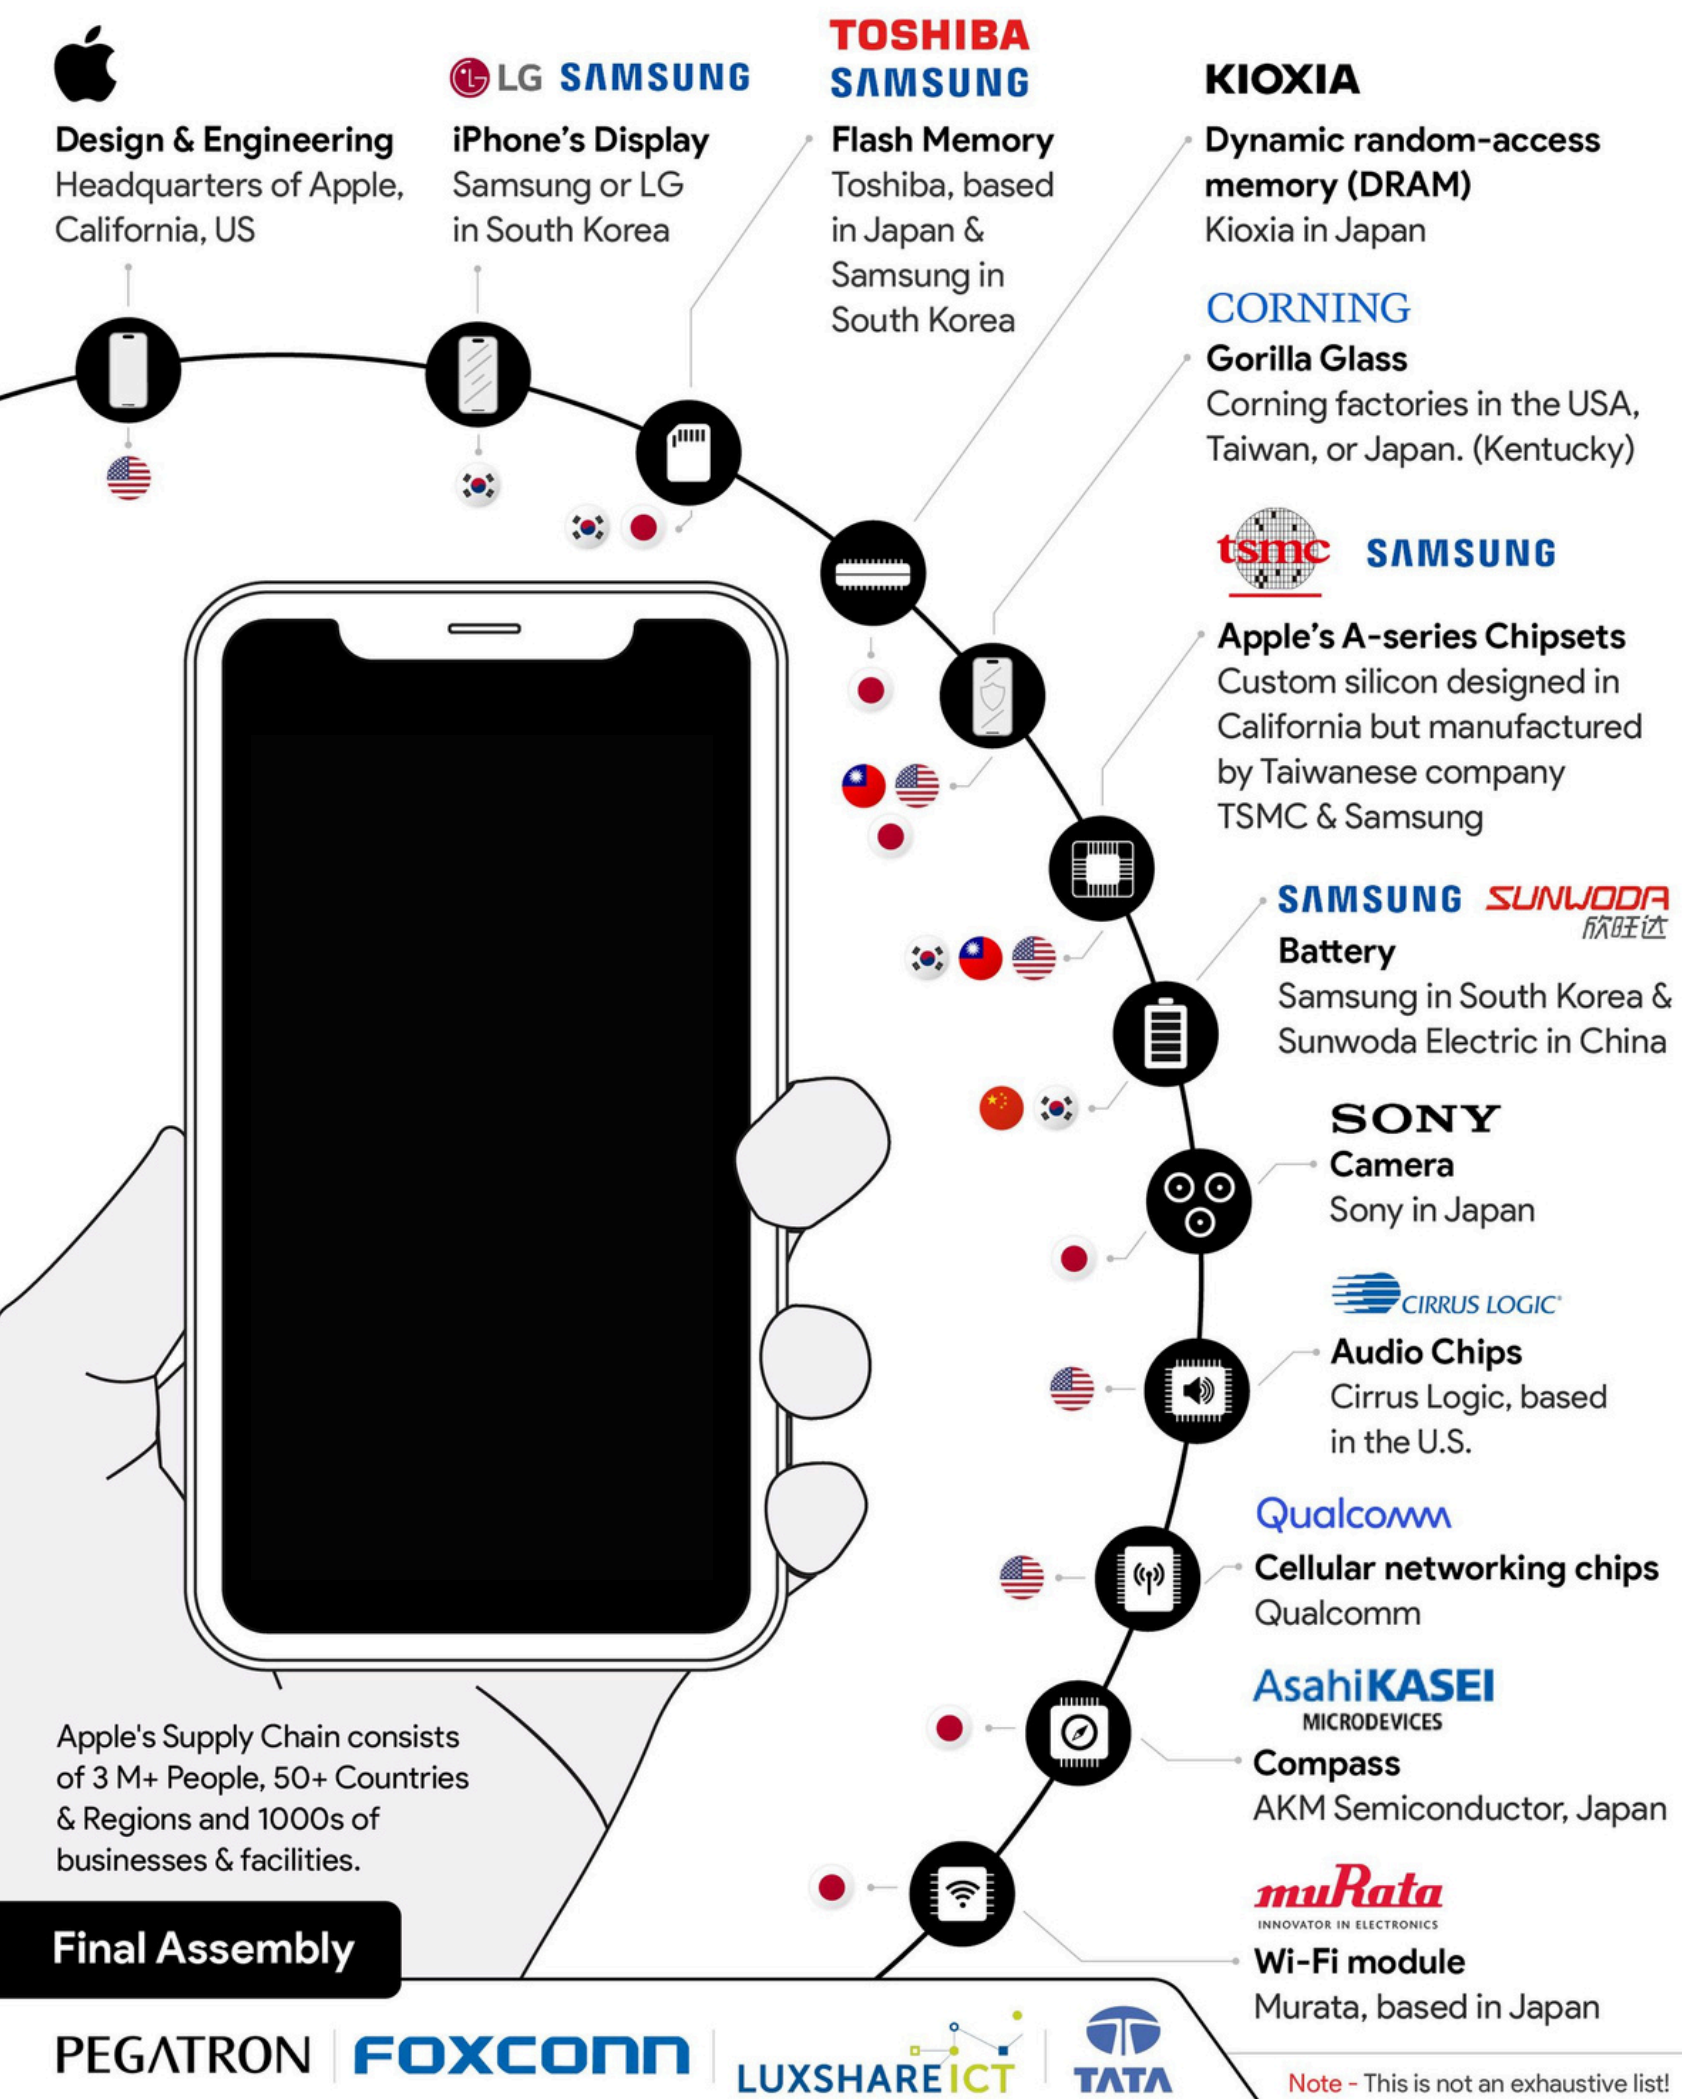 LG SAMSUNG
TOSHIBA
SAMSUNG
KIOXIA
Design & Engineering
Headquarters of Apple,
California, US
iPhone's Display
Samsung or LG
in South Korea
Flash Memory
Toshiba, based
in Japan &
Samsung in
South Korea
Dynamic random-access
memory (DRAM)
Kioxia in Japan
CORNING
Gorilla Glass
Corning factories in the USA,
Taiwan, or Japan. (Kentucky)
tsmc SAMSUNG
Apple's A-series Chipsets
Custom silicon designed in
California but manufactured
by Taiwanese company
TSMC & Samsung
SAMSUNG SUNWODA
欣旺达
Battery
Samsung in South Korea &
Sunwoda Electric in China
SONY
Camera
Sony in Japan
CIRRUS LOGIC®
Audio Chips
Cirrus Logic, based
in the U.S.
Qualcomm
Cellular networking chips
Qualcomm
AsahiKASEI
MICRODEVICES
Compass
AKM Semiconductor, Japan
muRata
INNOVATOR IN ELECTRONICS
Wi-Fi module
Murata, based in Japan
Apple's Supply Chain consists
of 3 M+ People, 50+ Countries
& Regions and 1000s of
businesses & facilities.
Final Assembly
PEGATRON FOXCONN LUXSHARE ICT TATA
Note - This is not an exhaustive list!